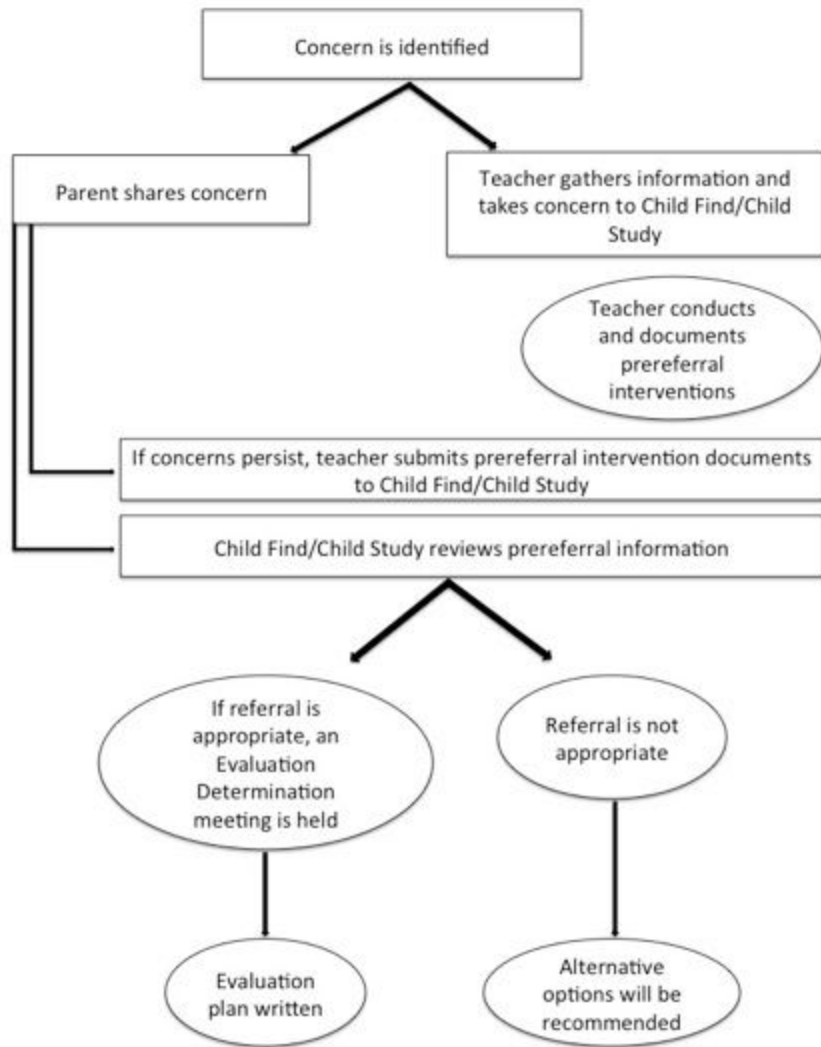 Concern is identified
Parent shares concern
Teacher gathers information and
takes concern to Child Find/Child
Study
Teacher conducts
and documents
prereferral
interventions
If concerns persist, teacher submits prereferral intervention documents
to Child Find/Child Study
Child Find/Child Study reviews prereferral information
If referral is
appropriate, an
Evaluation
Determination
meeting is held
Referral is not
appropriate
Evaluation
plan written
Alternative
options will be
recommended